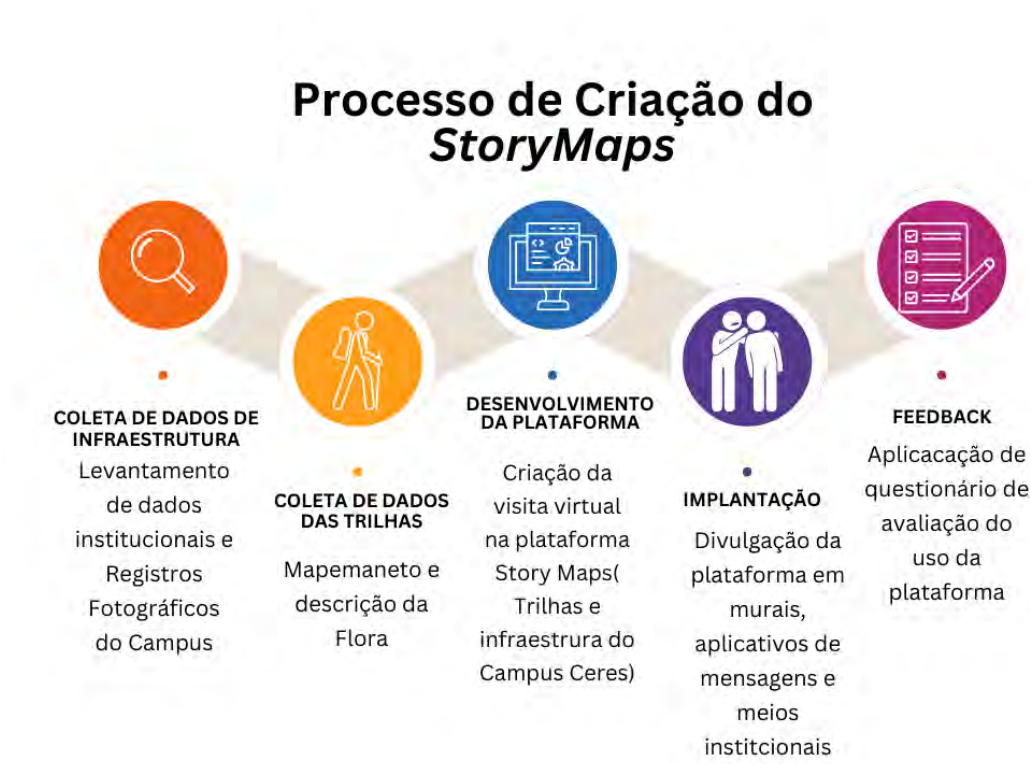 Processo de Criação do
StoryMaps
COLETA DE DADOS DE
INFRAESTRUTURA
Levantamento
de dados
institucionais e
Registros
Fotográficos
do Campus
COLETA DE DADOS
DAS TRILHAS
Mapemaneto e
descrição da
Flora
DESENVOLVIMENTO
DA PLATAFORMA
Criação da
visita virtual
na plataforma
Story Maps(
Trilhas e
infraestrura do
Campus Ceres)
IMPLANTAÇÃO
Divulgação da
plataforma em
murais,
aplicativos de
mensagens e
meios
institcionais
FEEDBACK
Aplicacação de
questionário de
avaliação do
uso da
plataforma